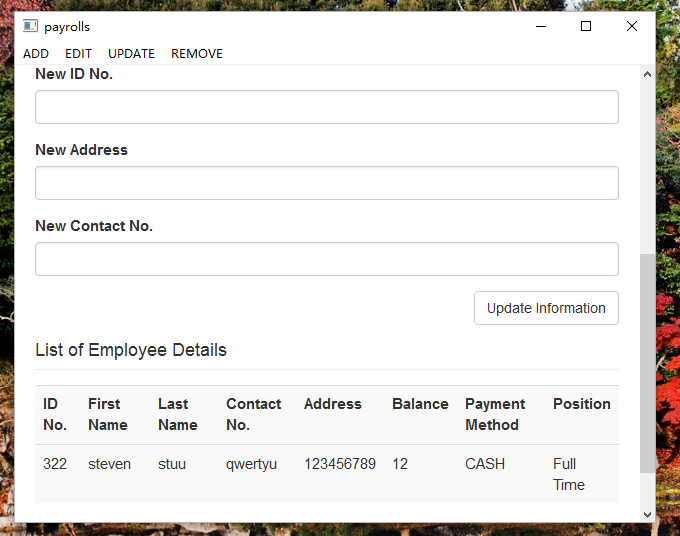 payrolls
ADD EDIT UPDATE REMOVE
New ID No.
New Address
New Contact No.
Update Information
List of Employee Details
ID No. First Name Last Name Contact No. Address Balance Payment Method Position
322 steven stuu qwertyu 123456789 12 CASH Full Time